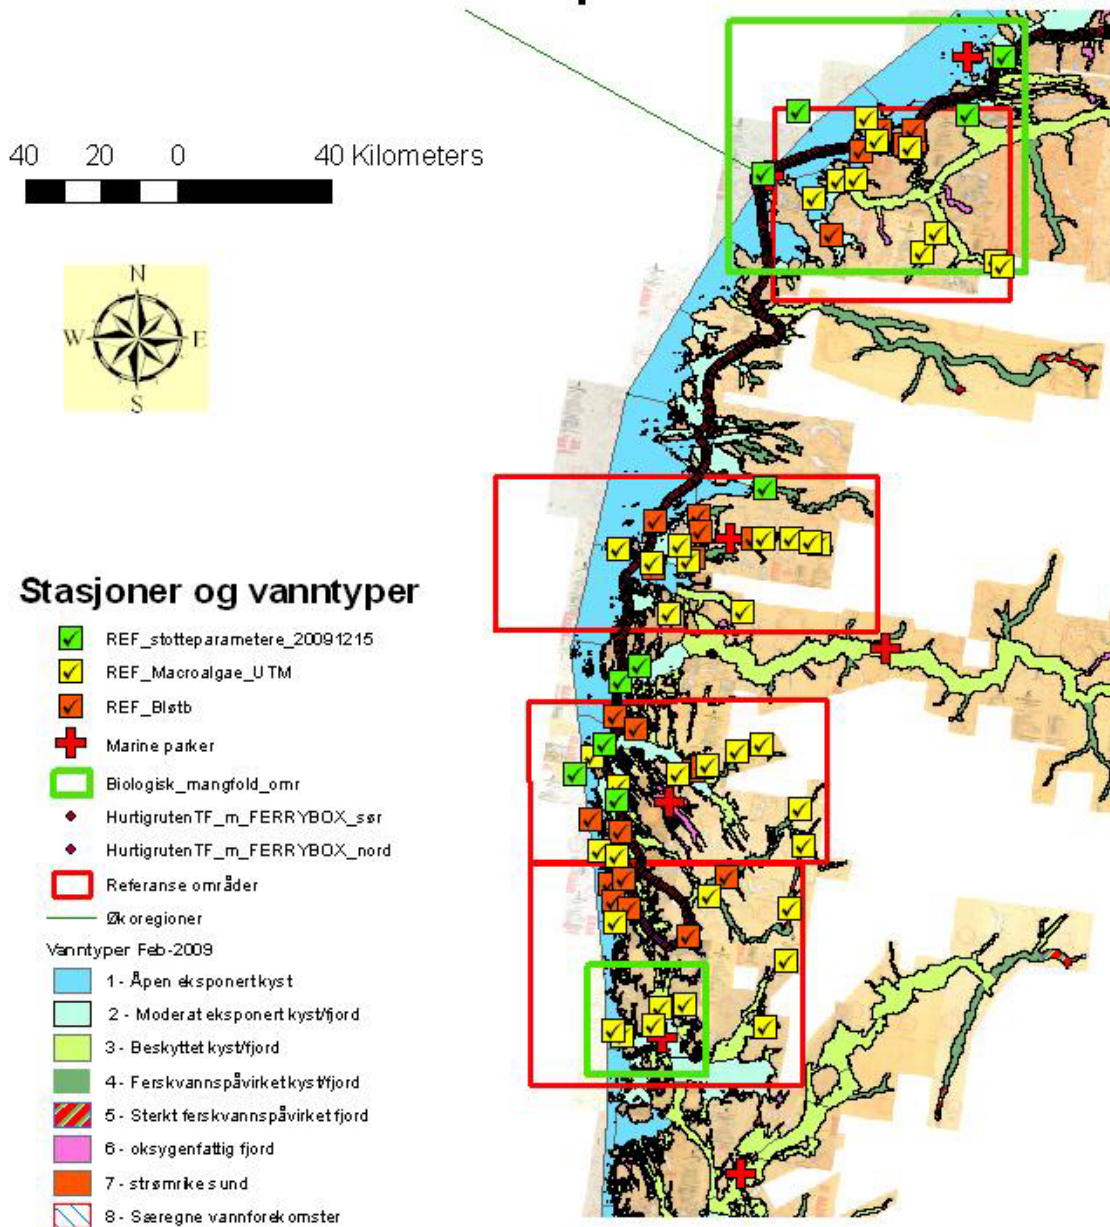 40 20 0 40 Kilometers
N
W E
S
Stasjoner og vanntyper
REF_stotteparametere_20091215
REF_Macroalgae_UTM
REF_Bløtb
Marine parker
Biologisk_mangfold_omr
HurtigrutenTF_m_FERRYBOX_sør
HurtigrutenTF_m_FERRYBOX_nord
Referanse områder
Økoregioner
Vanntyper Feb-2009
1 - Åpen eksponert kyst
2 - Moderat eksponert kyst/fjord
3 - Beskyttet kyst/fjord
4 - Ferskvannspåvirket kyst/fjord
5 - Sterkt ferskvannspåvirket fjord
6 - oksygenfattig fjord
7 - strømrike sund
8 - Særegne vannforekomster